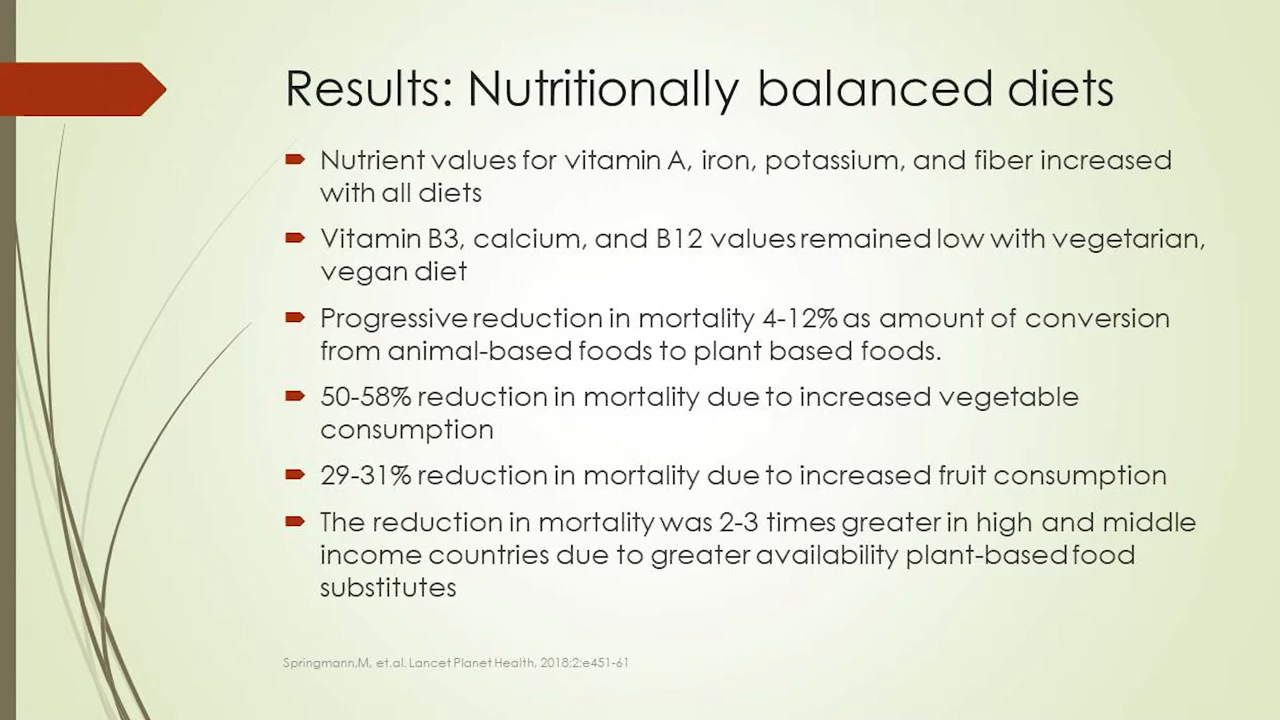 Results: Nutritionally balanced diets
Nutrient values for vitamin A, iron, potassium, and fiber increased
with all diets
Vitamin B3, calcium, and B12 values remained low with vegetarian,
vegan diet
Progressive reduction in mortality 4-12% as amount of conversion
from animal-based foods to plant based foods.
50-58% reduction in mortality due to increased vegetable
consumption
29-31% reduction in mortality due to increased fruit consumption
The reduction in mortality was 2-3 times greater in high and middle
income countries due to greater availability plant-based food
substitutes
Springmann,M, et.al. Lancet Planet Health, 2018:2:e451-61